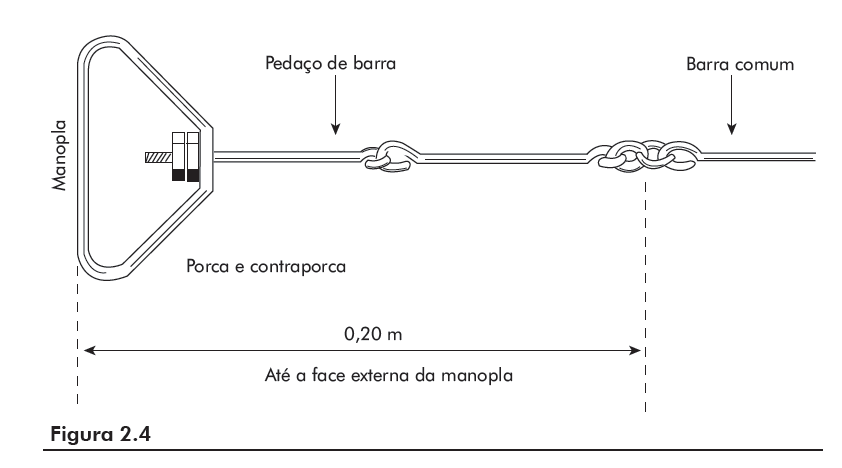 Pedaço de barra
Barra comum
Manopla
Porca e contraporca
0,20 m
Até a face externa da manopla
Figura 2.4